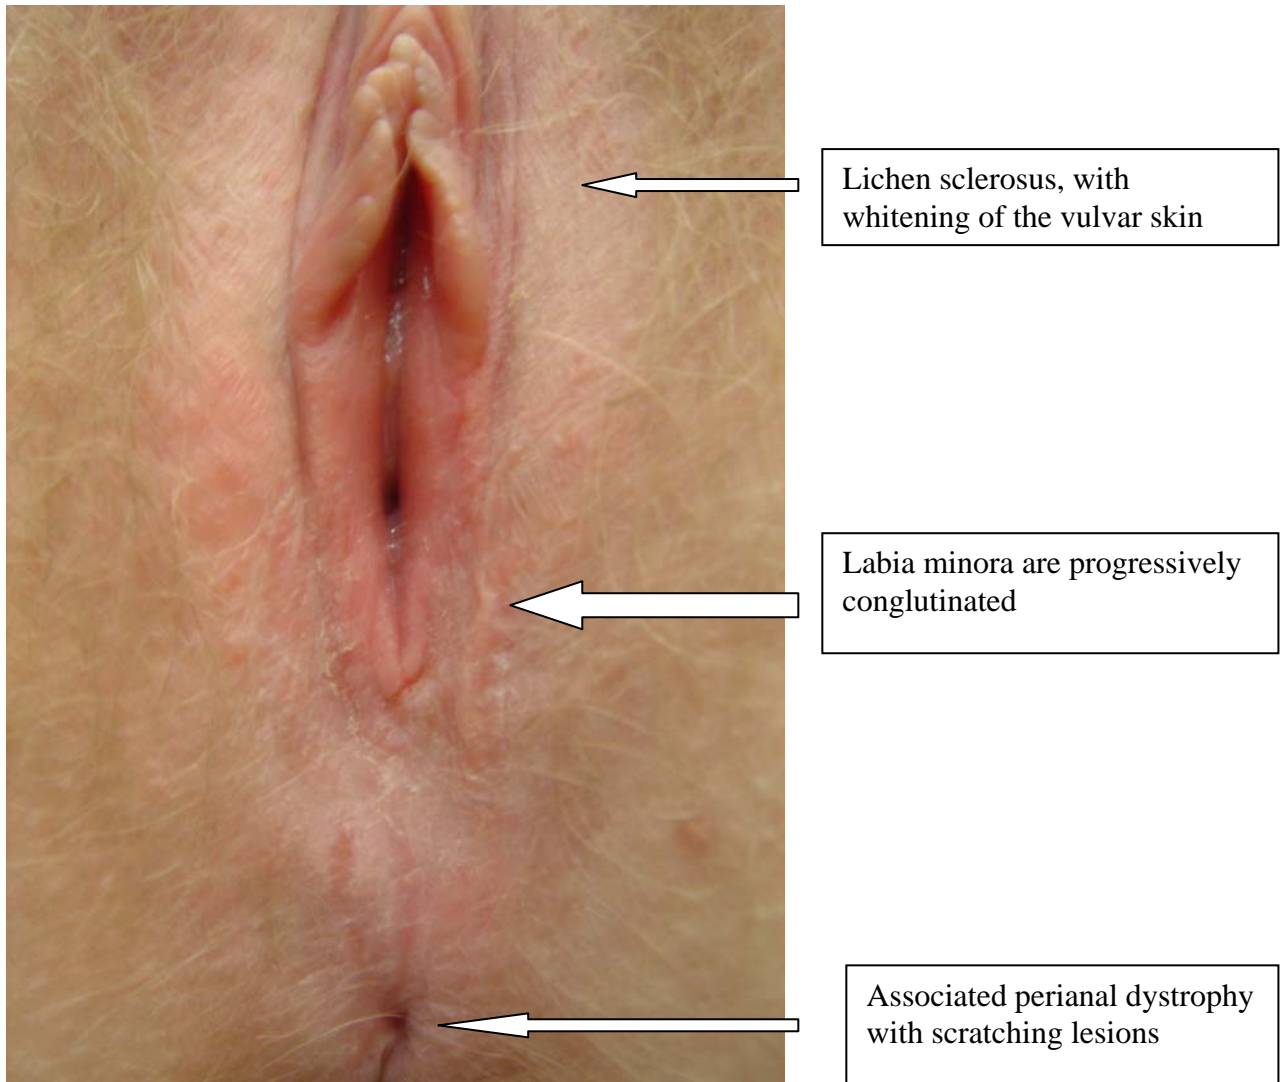 Lichen sclerosus, with
whitening of the vulvar skin
Labia minora are progressively
conglutinated
Associated perianal dystrophy
with scratching lesions